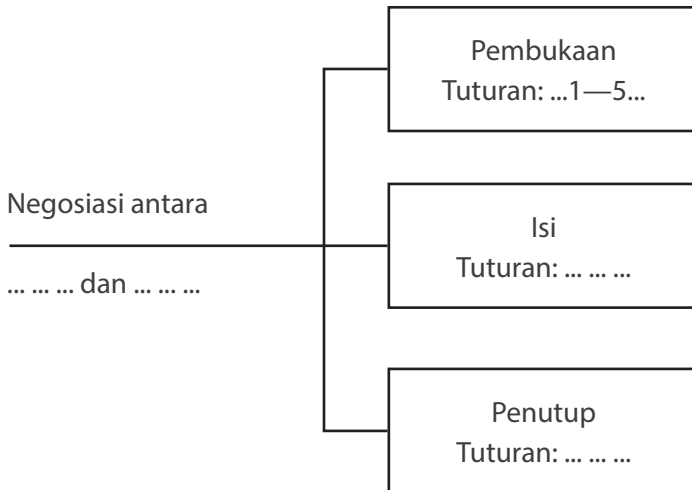 Pembukaan
Tuturan: ...1—5...
Negosiasi antara
... ... ... dan ... ... ...
Isi
Tuturan: ... ... ...
Penutup
Tuturan: ... ... ...